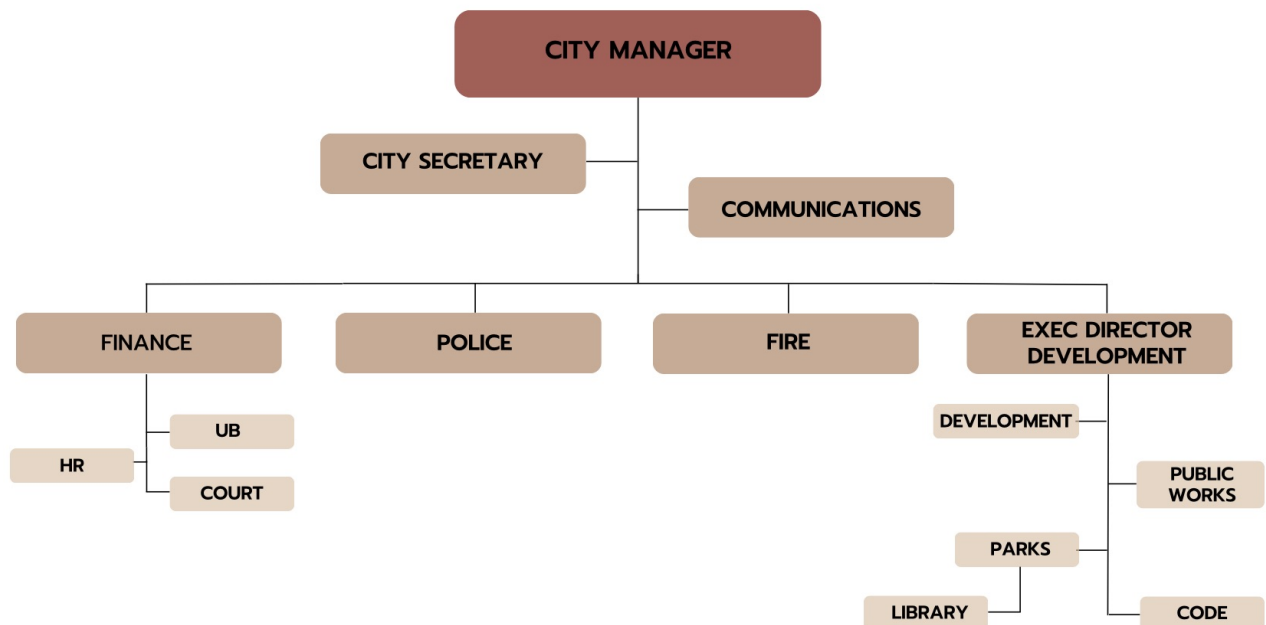 CITY MANAGER
CITY SECRETARY
COMMUNICATIONS
FINANCE
POLICE
FIRE
EXEC DIRECTOR
DEVELOPMENT
UB
HR
COURT
DEVELOPMENT
PUBLIC
WORKS
PARKS
LIBRARY
CODE